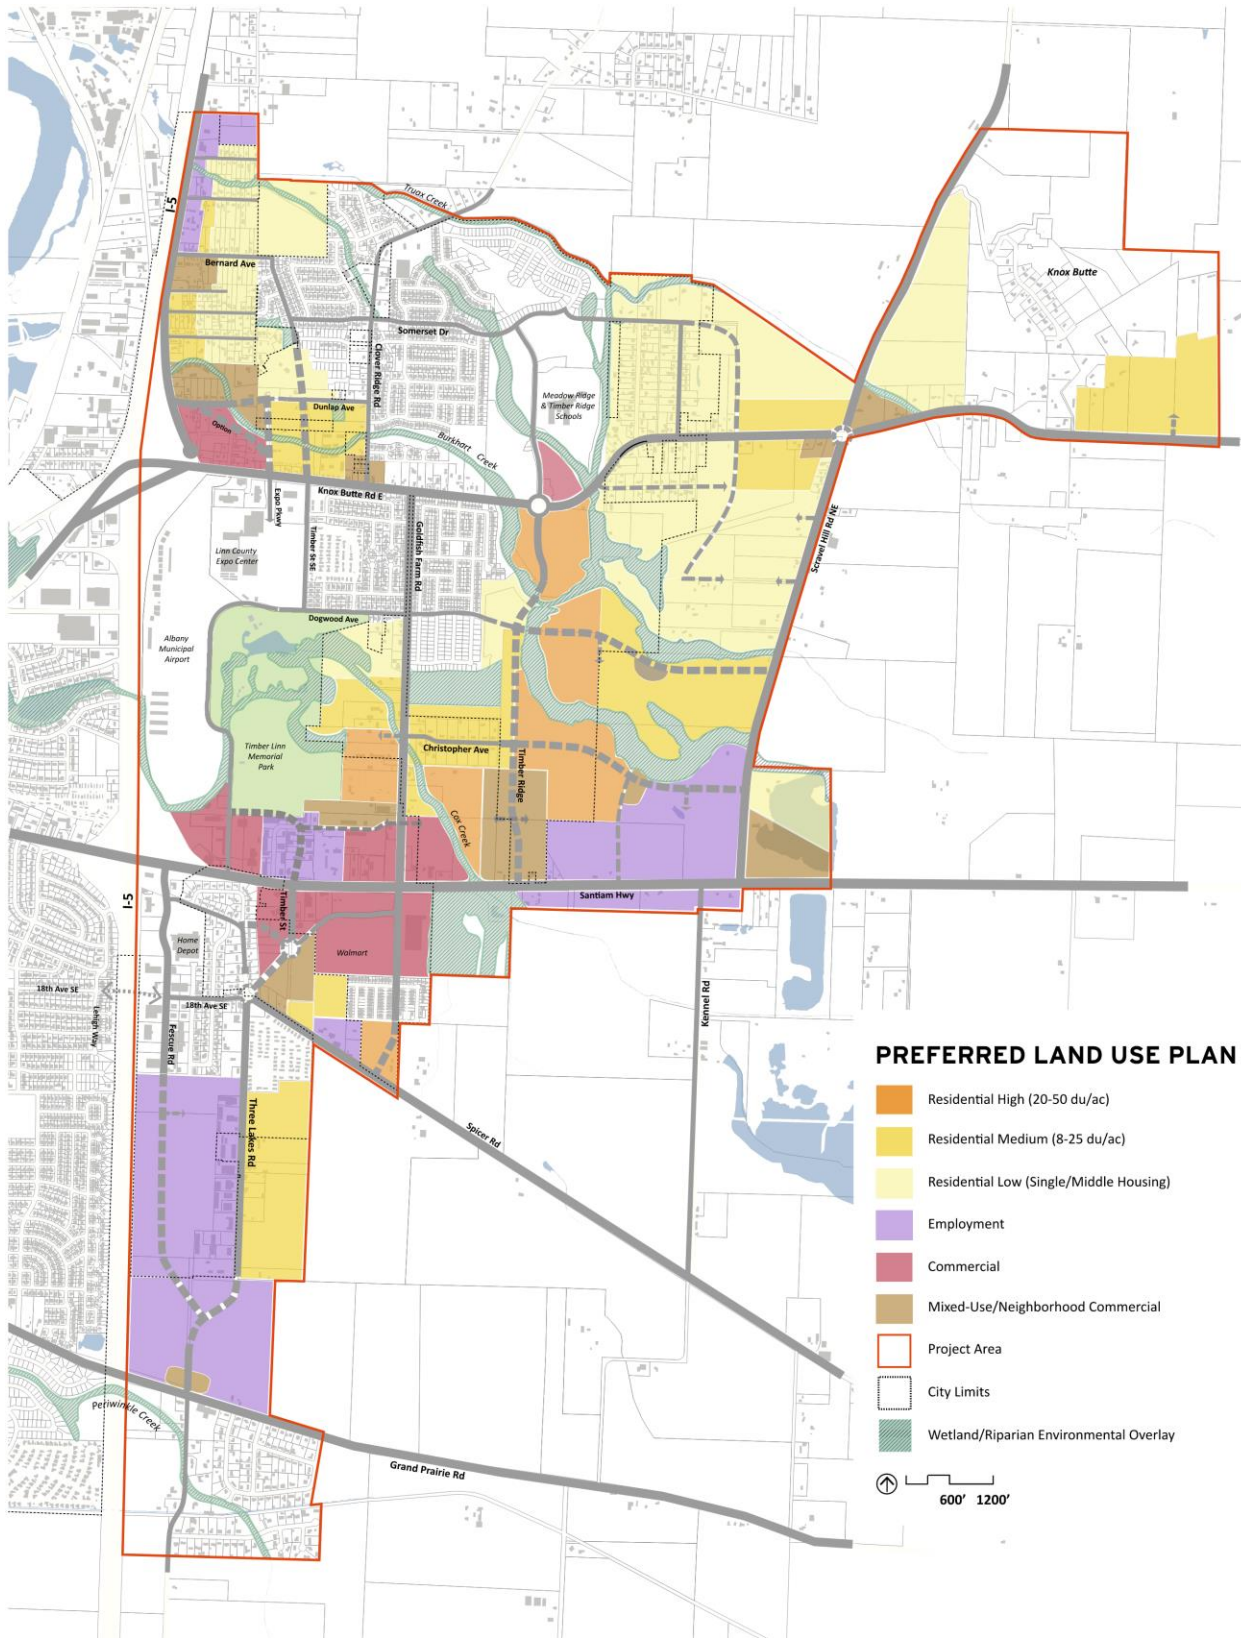 Truax Creek
I-5
Bernard Ave
Knox Butte
Somerset Dr
Clover Ridge Rd
Meadow Ridge
& Timber Ridge
Schools
Dunlap Ave
Option
Burkhart Creek
Knox Butte Rd E
Expo Pkwy
Timber St SE
Goldfish Farm Rd
Linn County
Expo Center
Scravel Hill Rd NE
Dogwood Ave
Albany
Municipal
Airport
Timber Linn
Memorial
Park
Christopher Ave
Timber Ridge
Cox Creek
Santiam Hwy
I-5
Timber St
Home
Depot
Walmart
18th Ave SE
18th Ave SE
Lehigh Way
Fescue Rd
Kennel Rd
Three Lakes Rd
Spicer Rd
Periwinkle Creek
Grand Prairie Rd
PREFERRED LAND USE PLAN
Residential High (20-50 du/ac)
Residential Medium (8-25 du/ac)
Residential Low (Single/Middle Housing)
Employment
Commercial
Mixed-Use/Neighborhood Commercial
Project Area
City Limits
Wetland/Riparian Environmental Overlay
600' 1200'